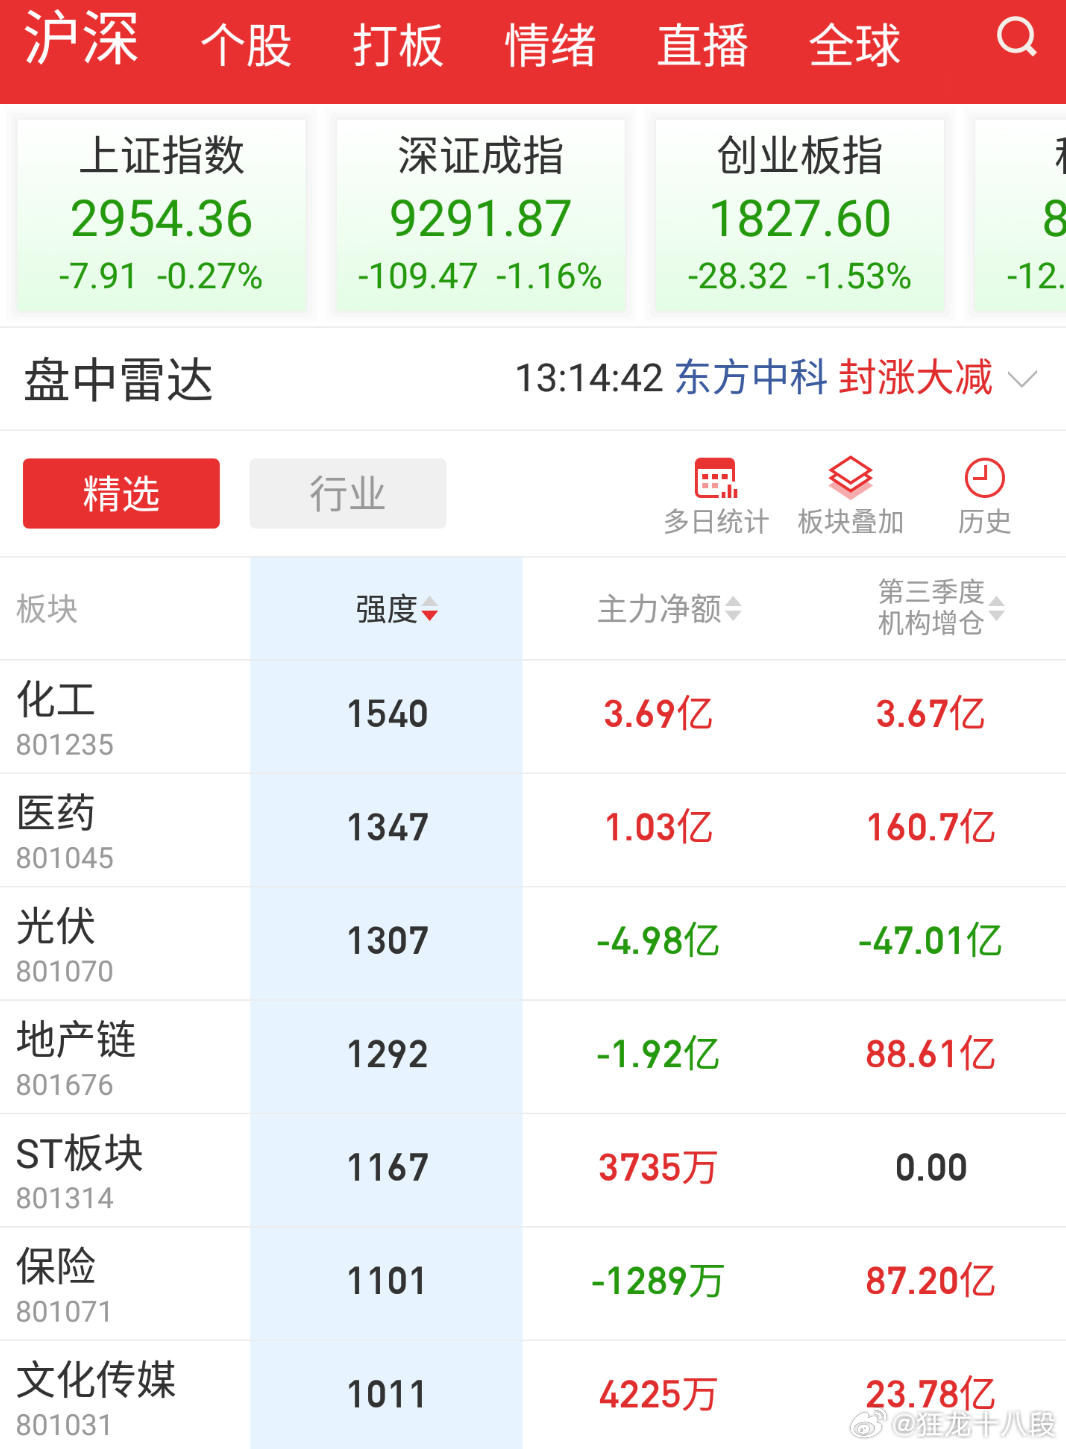 沪深 个股 打板 情绪 直播 全球
上证指数 深证成指 创业板指
2954.36 9291.87 1827.60 8
-7.91 -0.27% -109.47 -1.16% -28.32 -1.53% -12.
盘中雷达 13:14:42 东方中科 封涨大减
精选 行业 多日统计 板块叠加 历史
板块 强度 主力净额 第三季度
机构增仓
化工 1540 3.69亿 3.67亿
801235
医药 1347 1.03亿 160.7亿
801045
光伏 1307 -4.98亿 -47.01亿
801070
地产链 1292 -1.92亿 88.61亿
801676
ST板块 1167 3735万 0.00
801314
保险 1101 -1289万 87.20亿
801071
文化传媒 1011 4225万 23.78亿
801031
@狂龙十八段